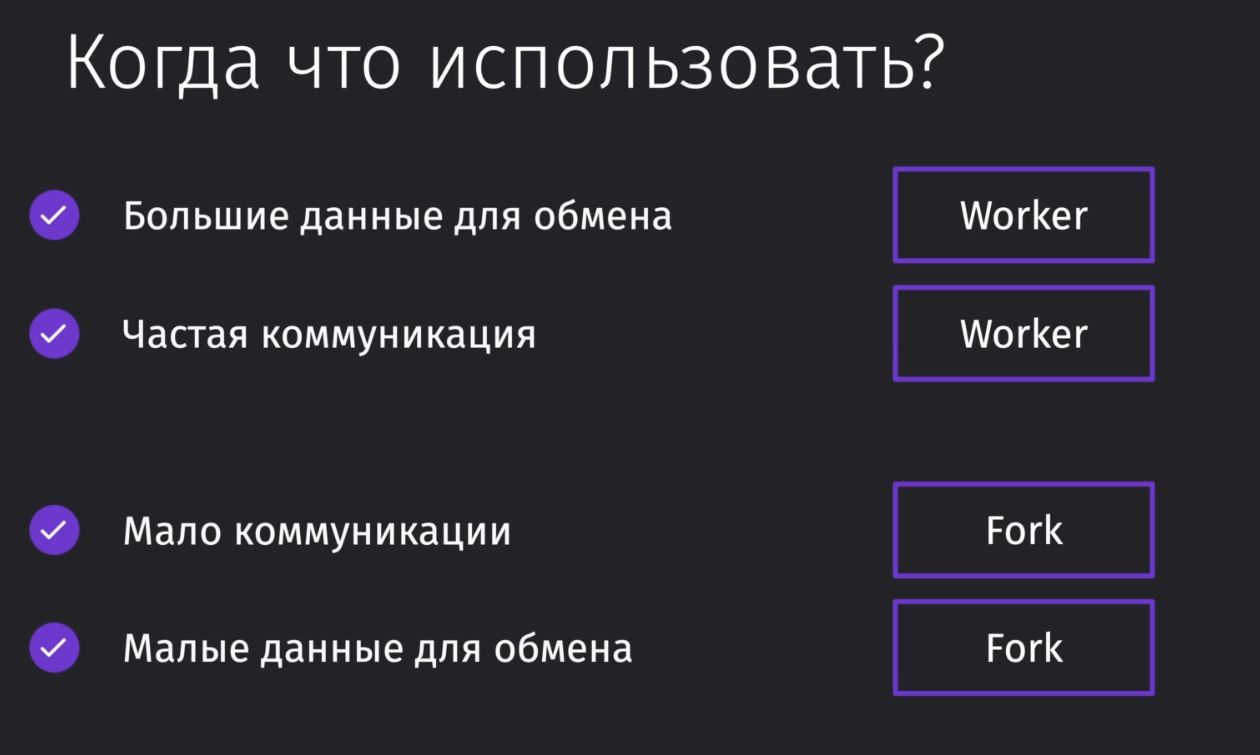 Когда что использовать?
Большие данные для обмена
Worker
Частая коммуникация
Worker
Мало коммуникации
Fork
Малые данные для обмена
Fork